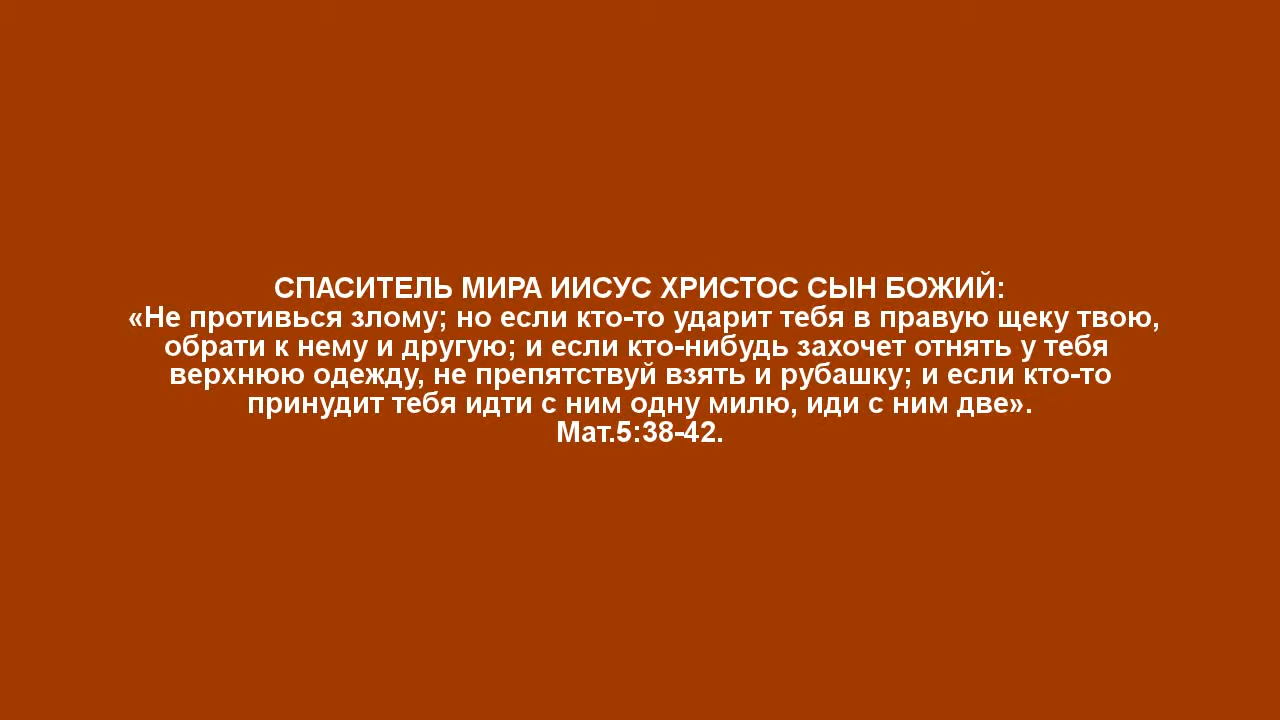 СПАСИТЕЛЬ МИРА ИИСУС ХРИСТОС СЫН БОЖИЙ:
«Не противься злому; но если кто-то ударит тебя в правую щеку твою,
обрати к нему и другую; и если кто-нибудь захочет отнять у тебя
верхнюю одежду, не препятствуй взять и рубашку; и если кто-то
принудит тебя идти с ним одну милю, иди с ним две».
Мат.5:38-42.